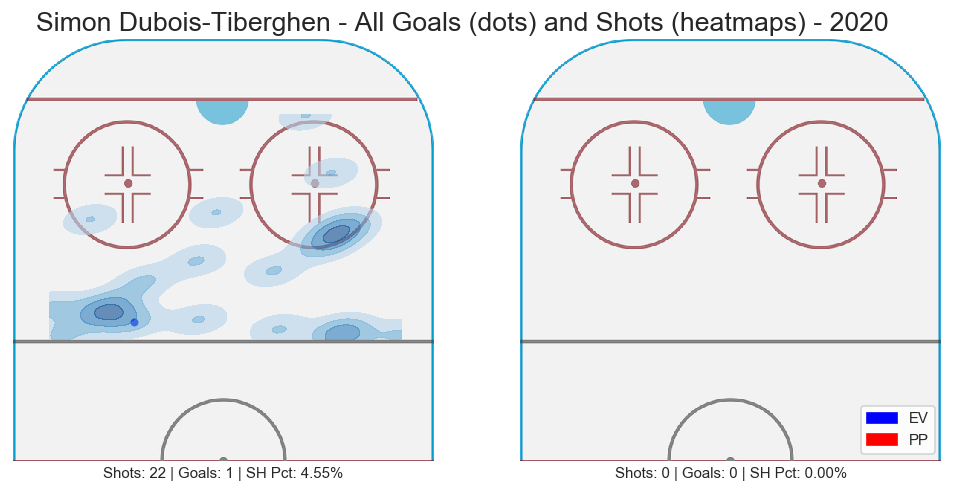 Simon Dubois-Tiberghen - All Goals (dots) and Shots (heatmaps) - 2020
EV
PP
Shots: 22 | Goals: 1 | SH Pct: 4.55%
Shots: 0 | Goals: 0 | SH Pct: 0.00%